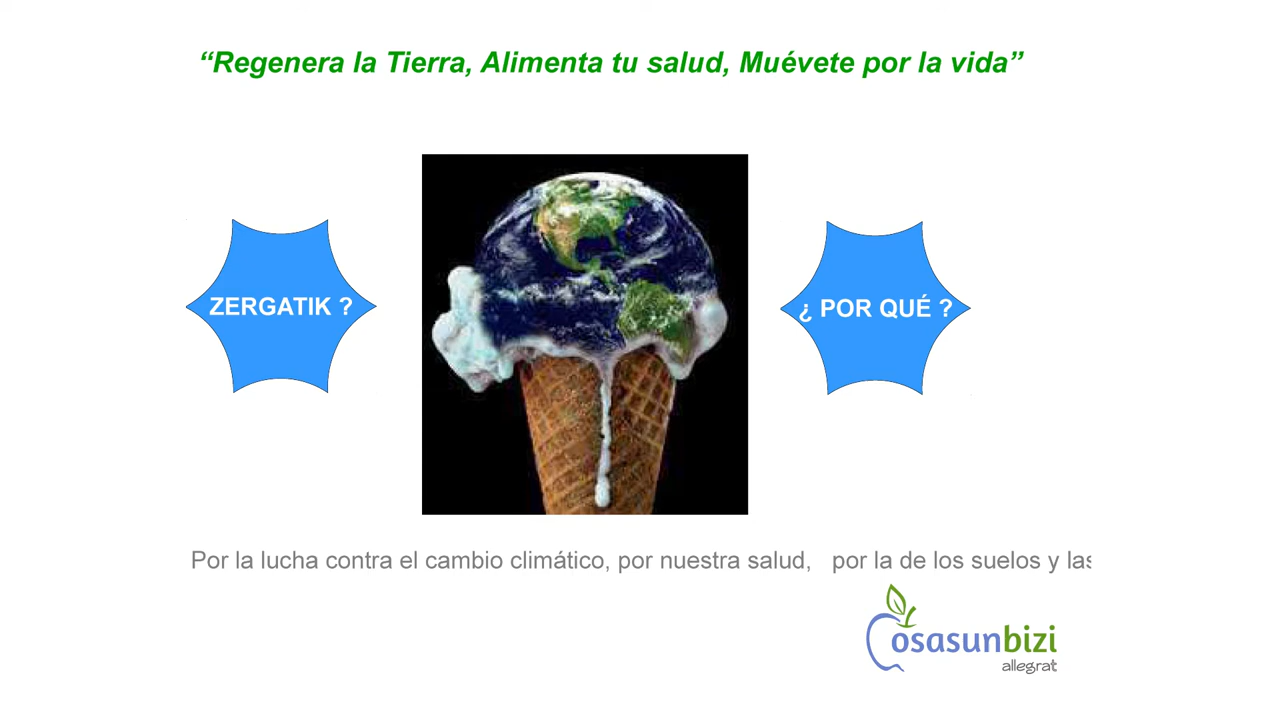 “Regenera la Tierra, Alimenta tu salud, Muévete por la vida”
ZERGATIK ?
¿ POR QUÉ ?
Por la lucha contra el cambio climático, por nuestra salud, por la de los suelos y las
osasunbizi
allegrat